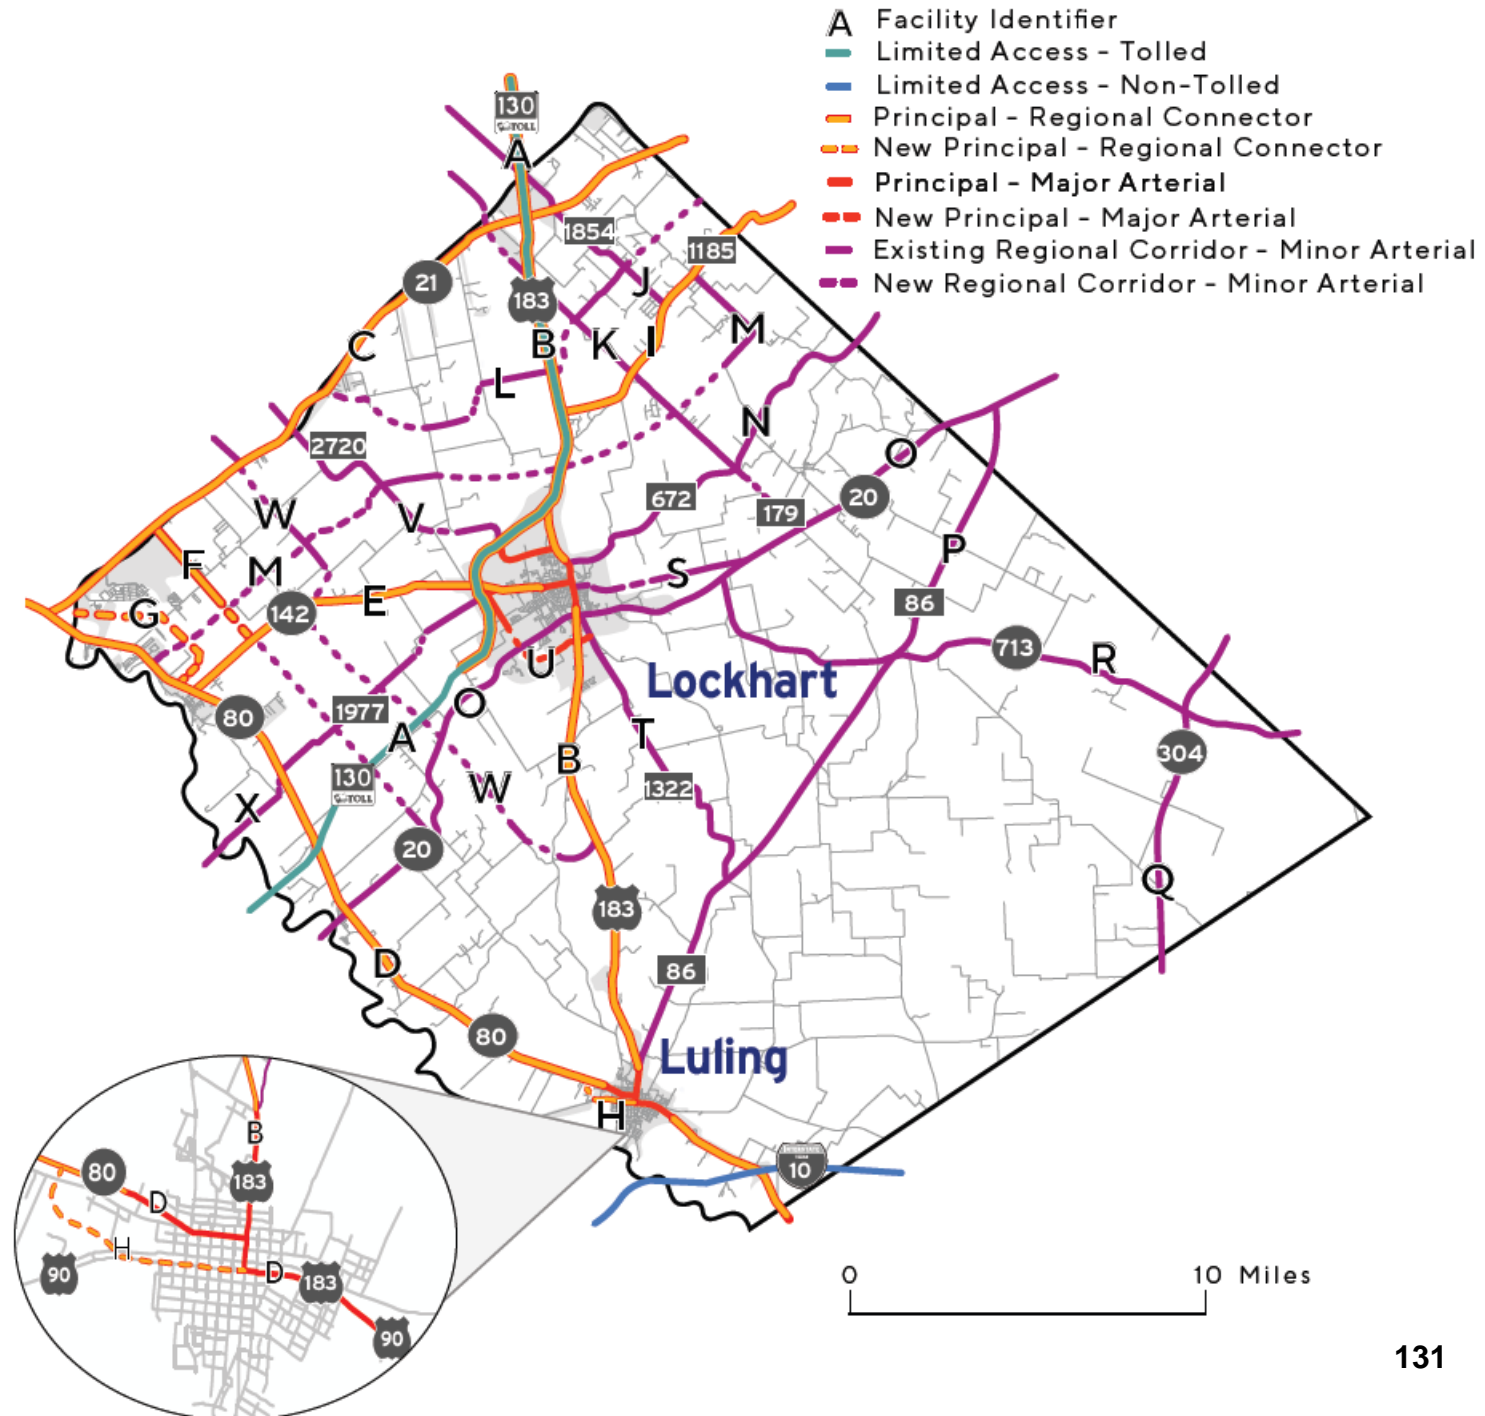 A Facility Identifier
Limited Access - Tolled
Limited Access - Non-Tolled
Principal - Regional Connector
New Principal - Regional Connector
Principal - Major Arterial
New Principal - Major Arterial
Existing Regional Corridor - Minor Arterial
New Regional Corridor - Minor Arterial
130
TOLL
A
1854
1185
21
183
J
M
C
B
K
I
L
N
2720
O
672
20
179
W
V
P
F
M
S
E
142
G
86
713
R
U
Lockhart
80
1977
O
A
T
B
304
130
TOLL
W
1322
X
20
Q
183
D
86
80
Luling
H
10
B
80
183
D
H
90
D
183
90
0 10 Miles
131